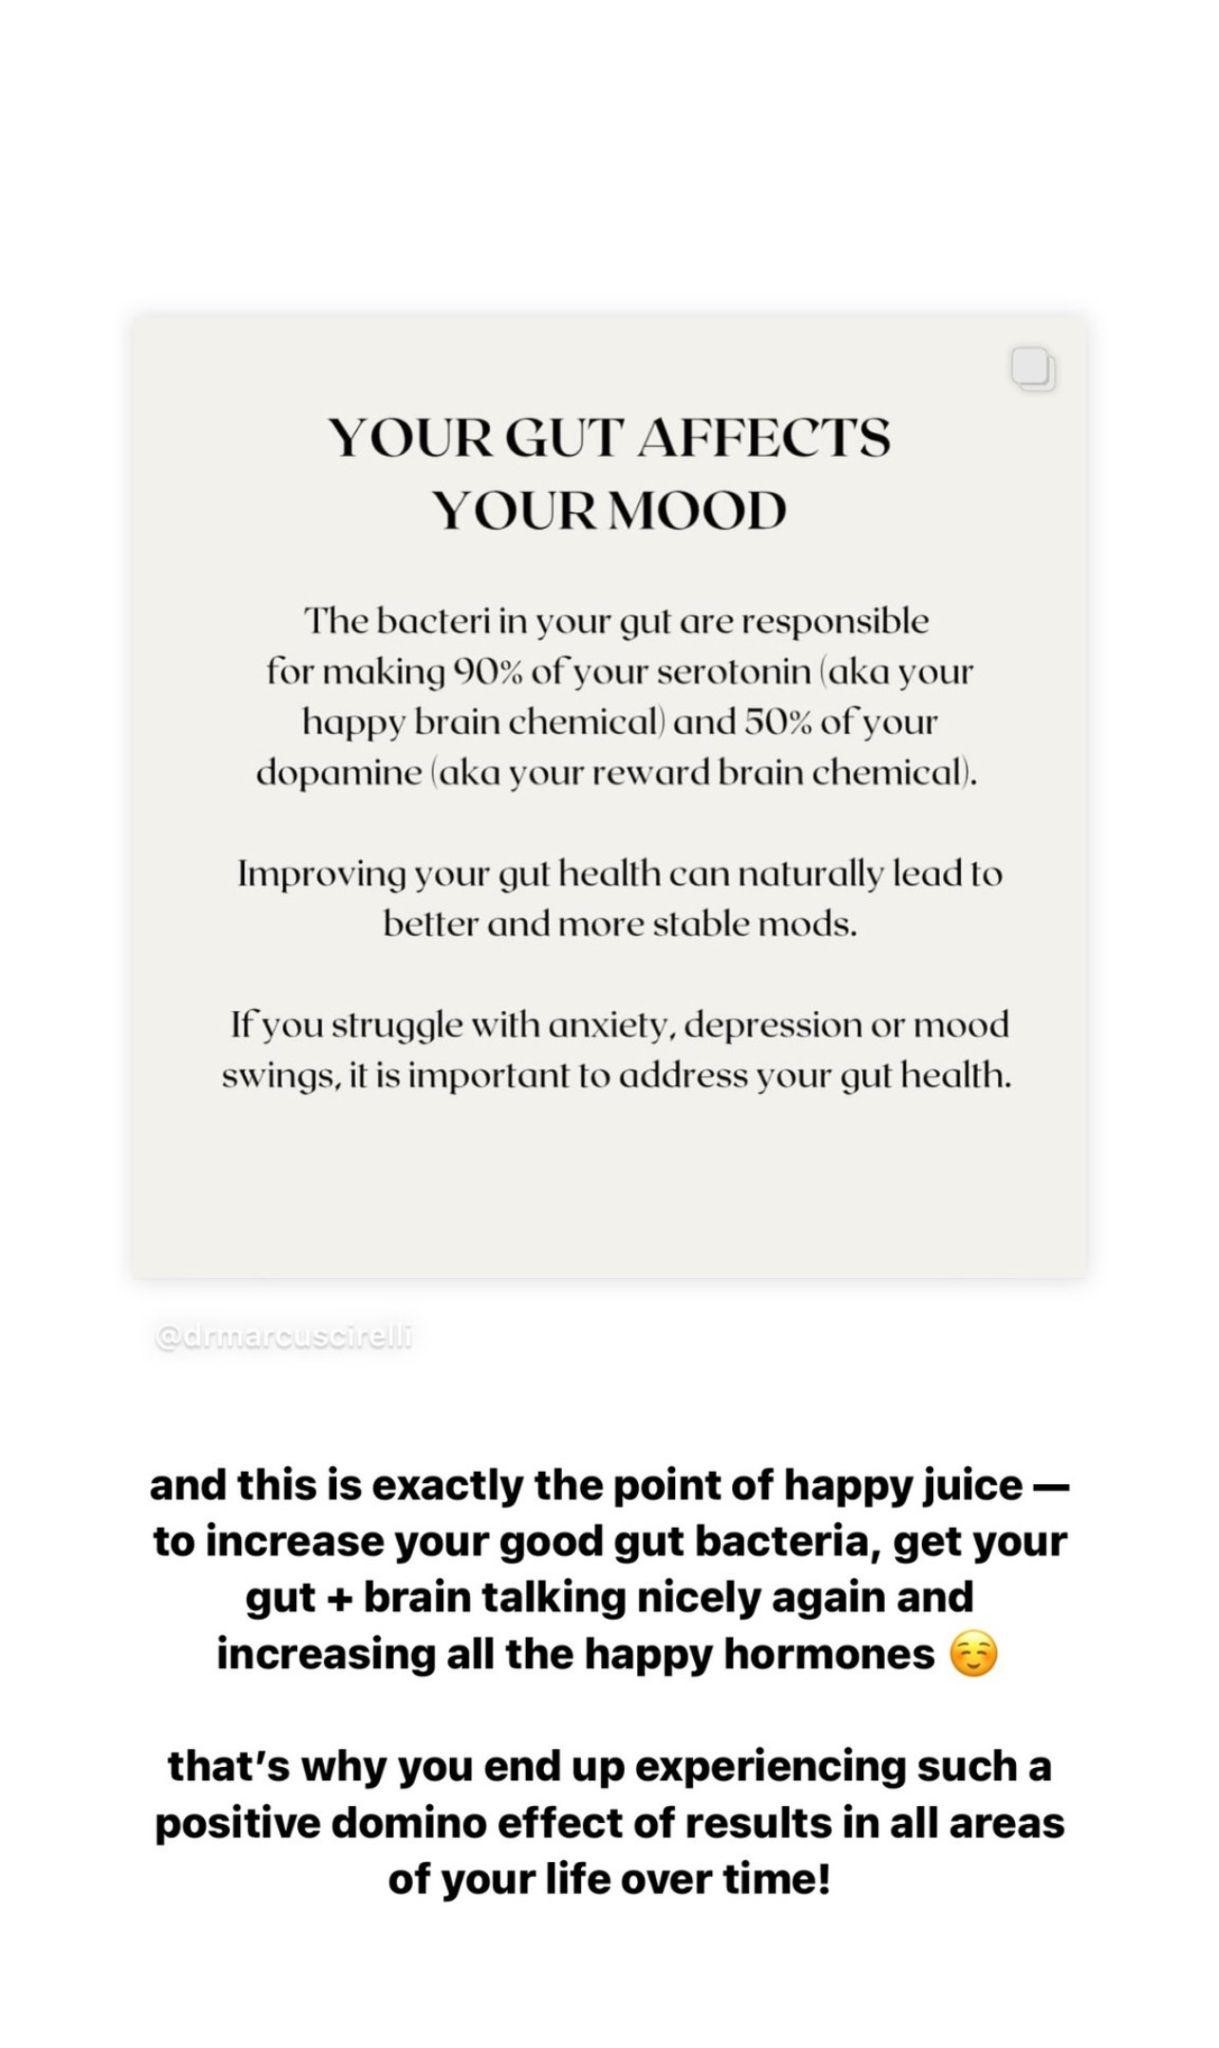 YOUR GUT AFFECTS
YOUR MOOD
The bacteri in your gut are responsible
for making 90% of your serotonin (aka your
happy brain chemical) and 50% of your
dopamine (aka your reward brain chemical).
Improving your gut health can naturally lead to
better and more stable mods.
If you struggle with anxiety, depression or mood
swings, it is important to address your gut health.
@drmarcuscirelli
and this is exactly the point of happy juice —
to increase your good gut bacteria, get your
gut + brain talking nicely again and
increasing all the happy hormones ☺️
that’s why you end up experiencing such a
positive domino effect of results in all areas
of your life over time!